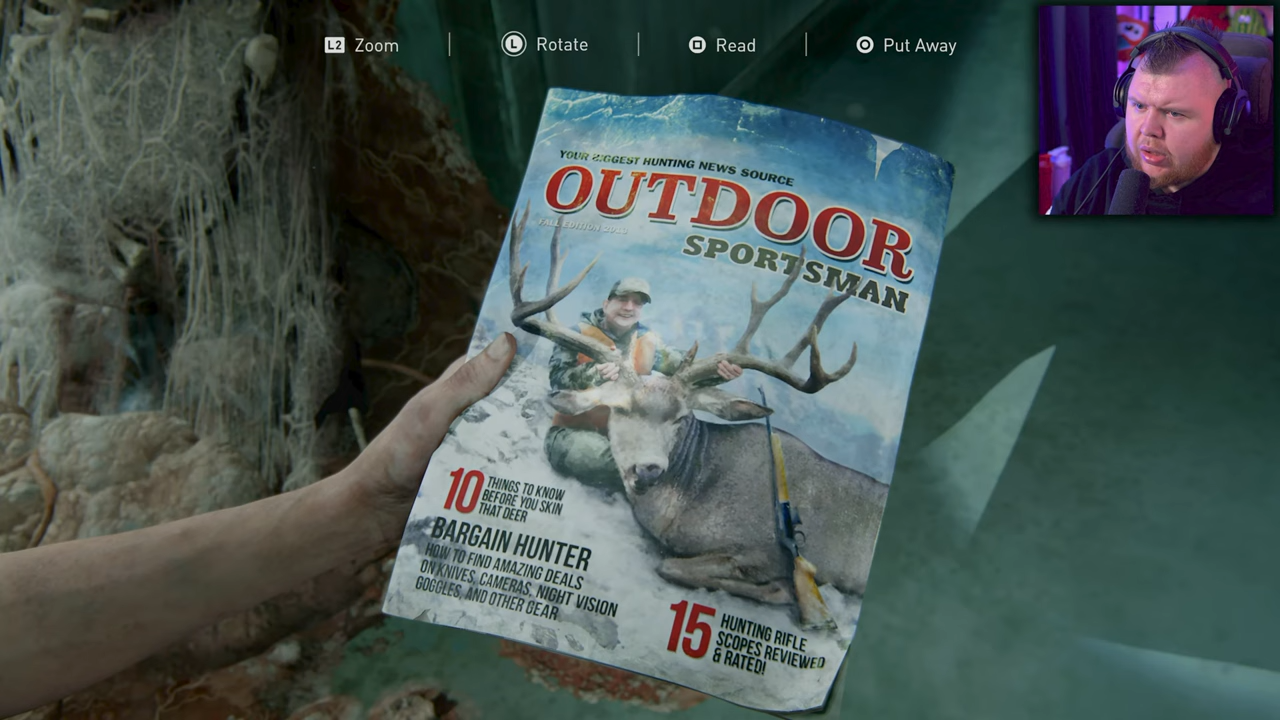 L2 Zoom
L Rotate
Read
Put Away
YOUR BIGGEST HUNTING NEWS SOURCE
OUTDOOR
FALL EDITION
SPORTSMAN
10 THINGS TO KNOW
BEFORE YOU SKIN
THAT DEER
BARGAIN HUNTER
HOW TO FIND AMAZING DEALS
ON KNIVES, CAMERAS, NIGHT VISION
GOGGLES, AND OTHER GEAR
15 HUNTING RIFLE
SCOPES REVIEWED
& RATED!